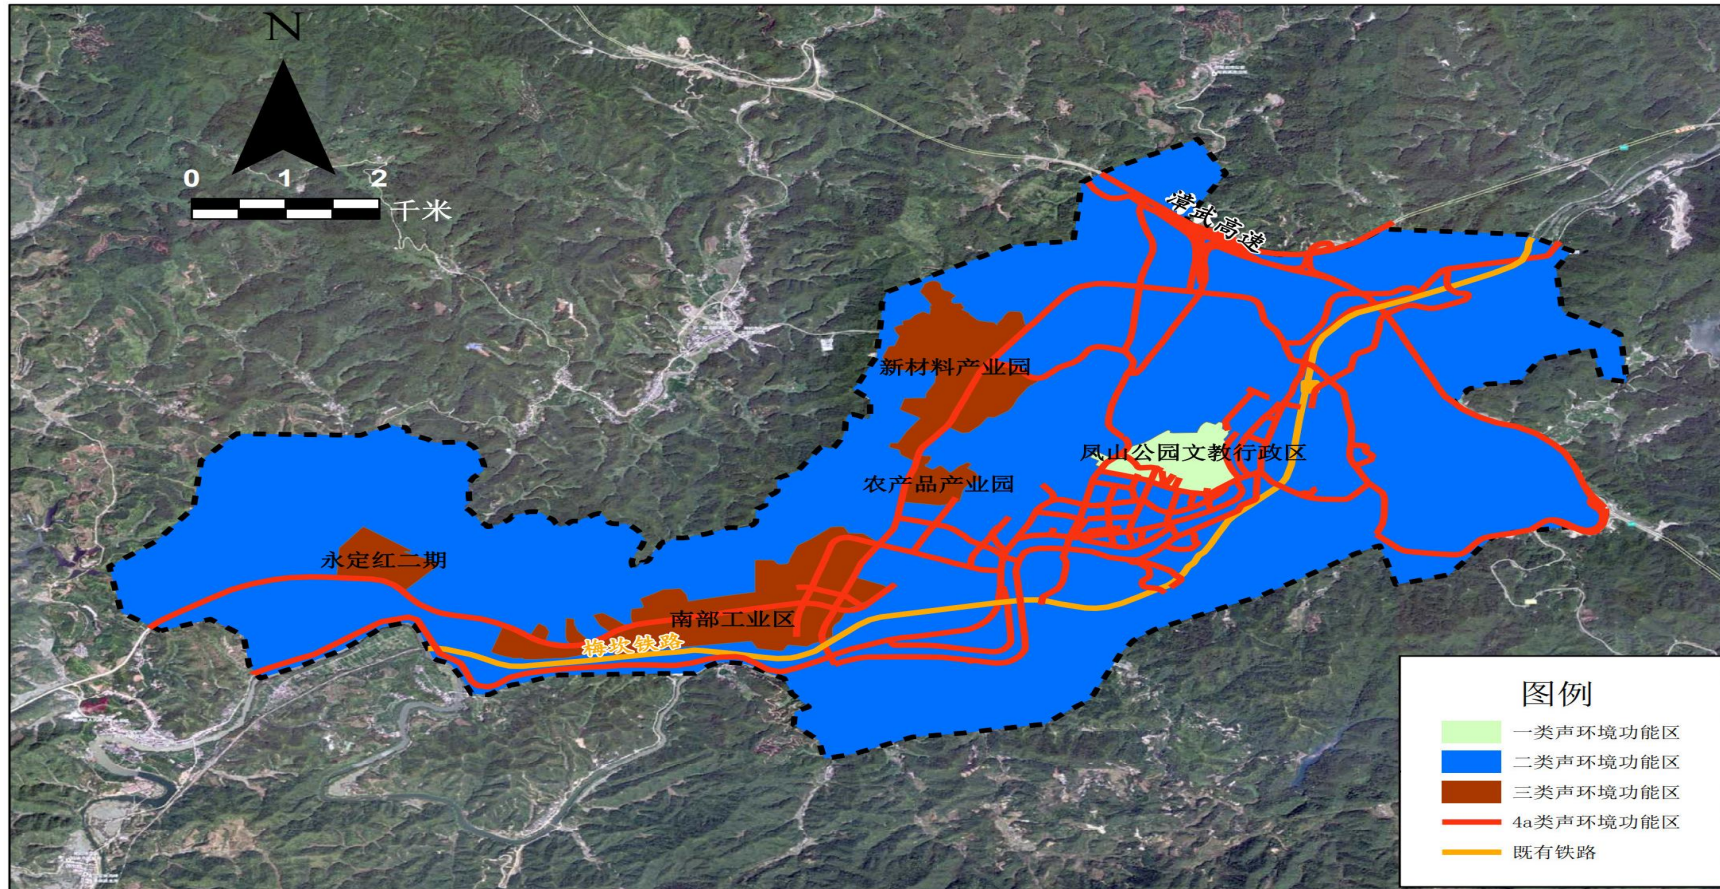 N
0 1 2
千米
漳武高速
新材料产业园
凤山公园文教行政区
农产品产业园
永定红二期
南部工业区
梅坎铁路
图例
一类声环境功能区
二类声环境功能区
三类声环境功能区
4a类声环境功能区
既有铁路